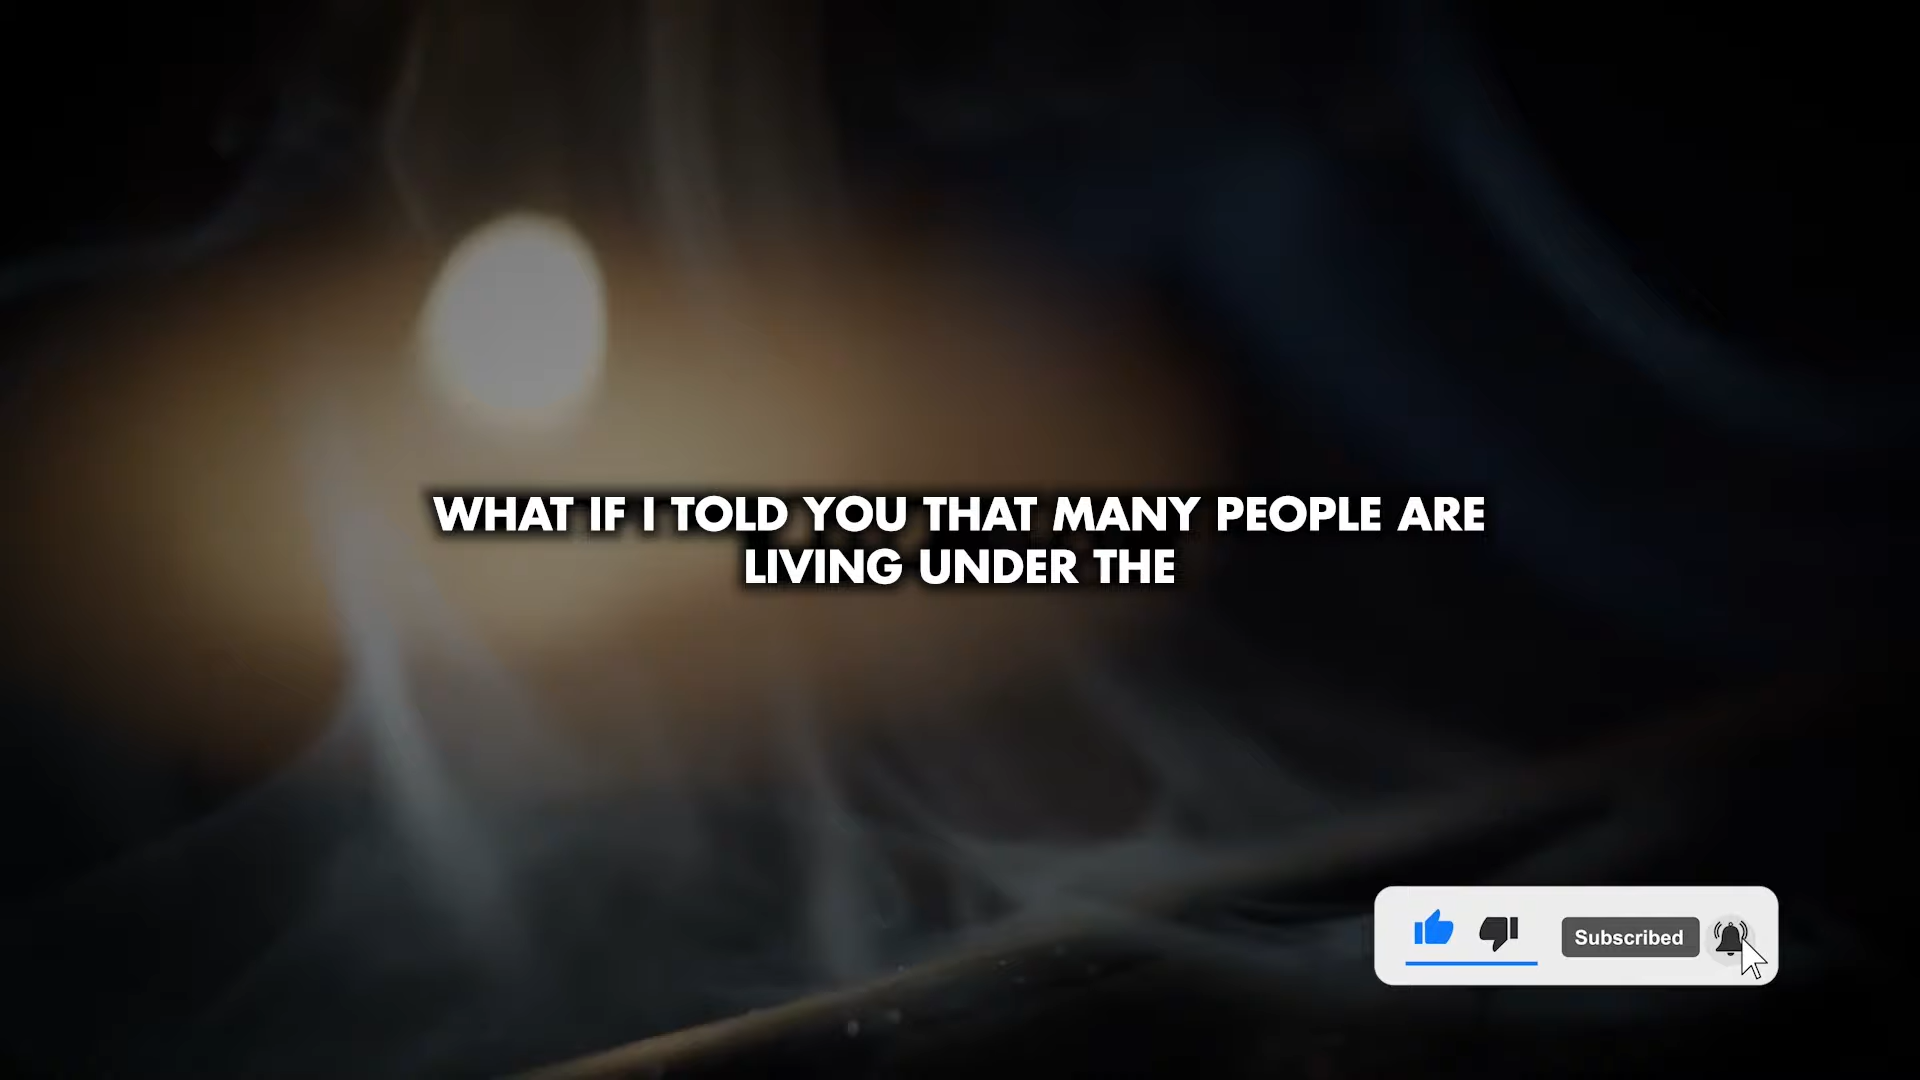 WHAT IF I TOLD YOU THAT MANY PEOPLE ARE
LIVING UNDER THE
Subscribed